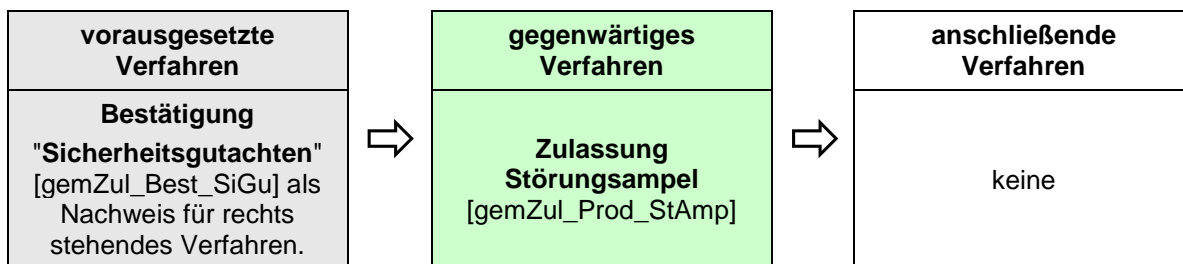 vorausgesetzte
Verfahren
Bestätigung
"Sicherheitsgutachten"
[gemZul_Best_SiGu] als
Nachweis für rechts
stehendes Verfahren.
gegenwärtiges
Verfahren
Zulassung
Störungsampel
[gemZul_Prod_StAmp]
anschließende
Verfahren
keine